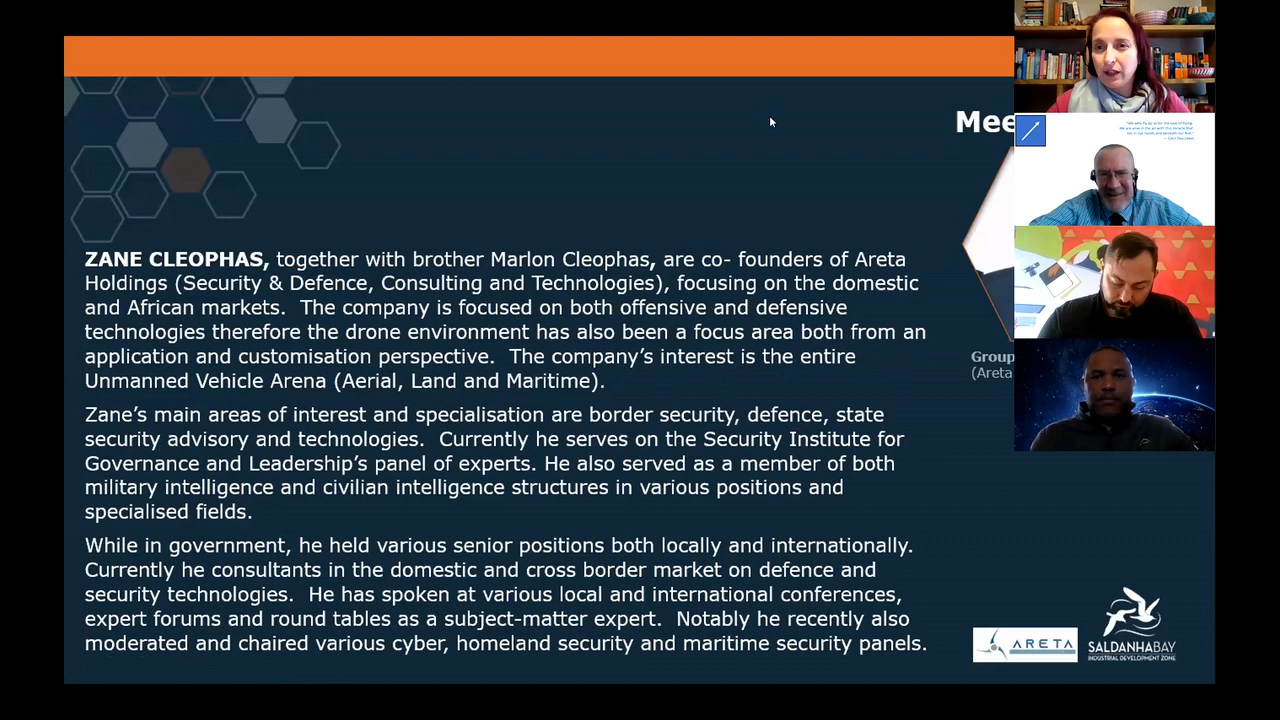 Mee
ZANE CLEOPHAS, together with brother Marlon Cleophas, are co- founders of Areta
Holdings (Security & Defence, Consulting and Technologies), focusing on the domestic
and African markets.  The company is focused on both offensive and defensive
technologies therefore the drone environment has also been a focus area both from an
application and customisation perspective.  The company's interest is the entire
Unmanned Vehicle Arena (Aerial, Land and Maritime).
Zane's main areas of interest and specialisation are border security, defence, state
security advisory and technologies.  Currently he serves on the Security Institute for
Governance and Leadership's panel of experts. He also served as a member of both
military intelligence and civilian intelligence structures in various positions and
specialised fields.
While in government, he held various senior positions both locally and internationally.
Currently he consultants in the domestic and cross border market on defence and
security technologies.  He has spoken at various local and international conferences,
expert forums and round tables as a subject-matter expert.  Notably he recently also
moderated and chaired various cyber, homeland security and maritime security panels.
Group
(Areta
ARETA
SALDANHABAY
INDUSTRIAL DEVELOPMENT ZONE